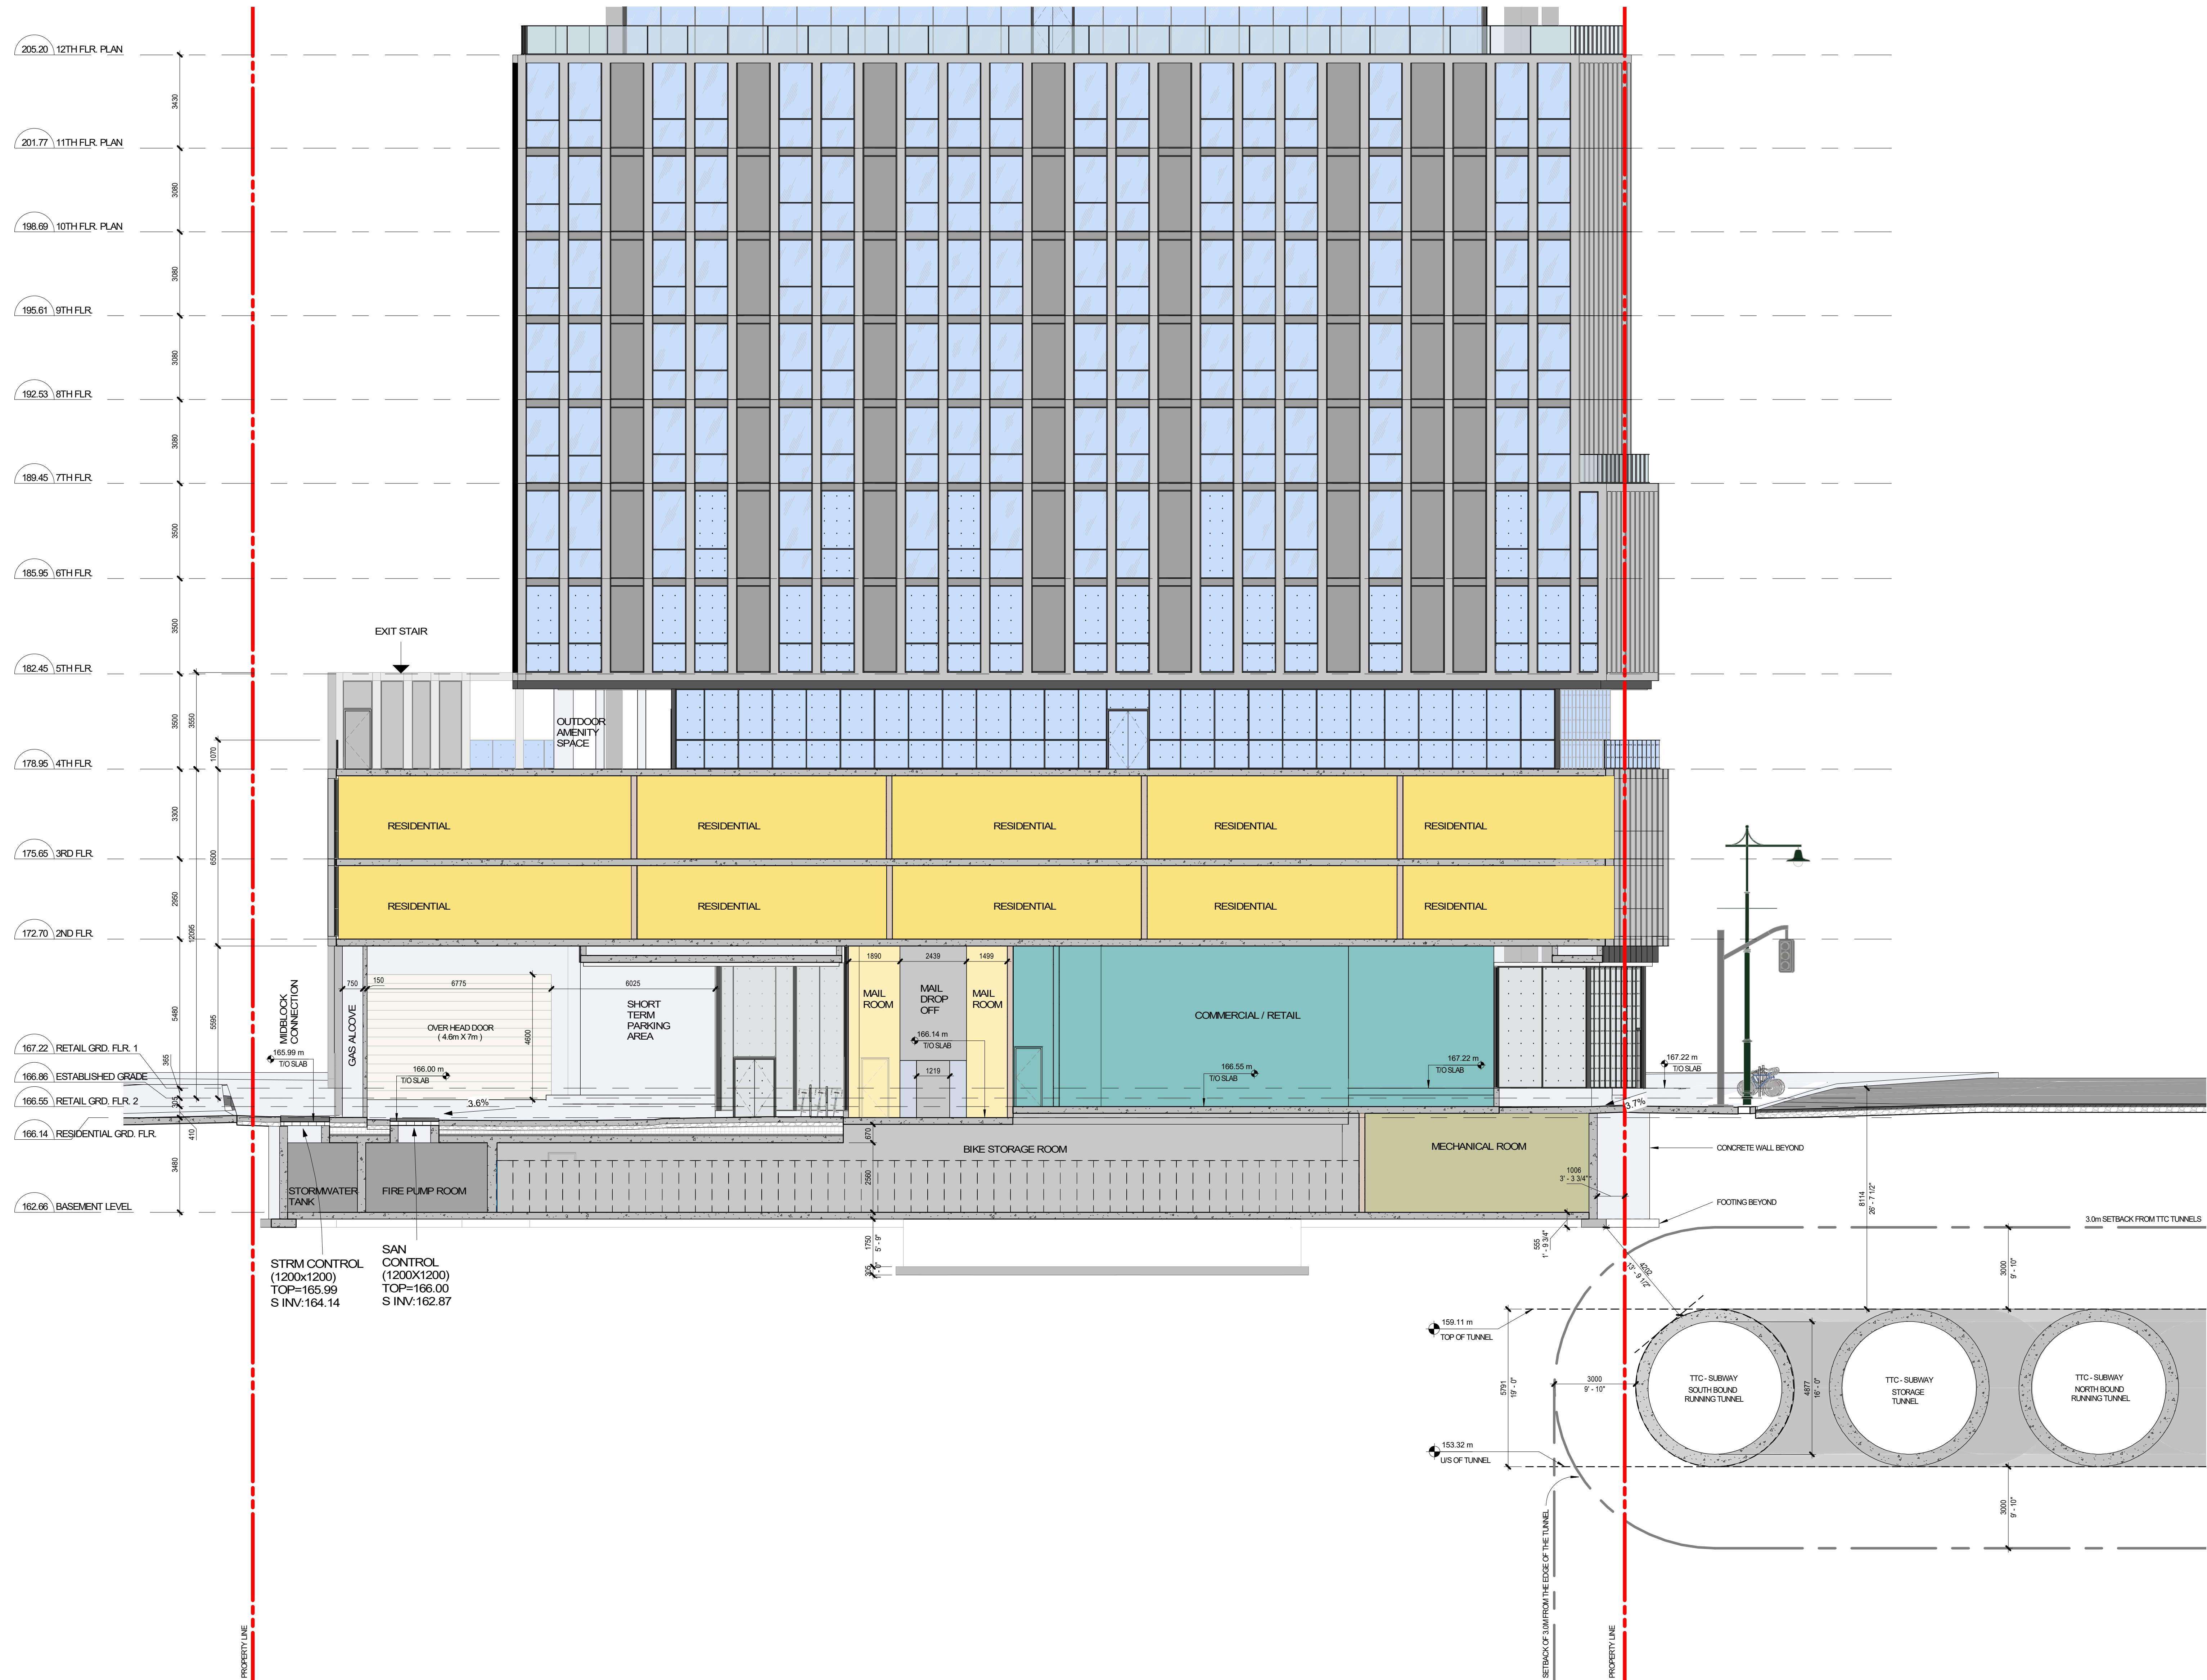 205.20 12TH FLR. PLAN
3430
201.77 11TH FLR. PLAN
3080
198.69 10TH FLR. PLAN
3080
195.61 9TH FLR.
3080
192.53 8TH FLR.
3080
189.45 7TH FLR.
3500
185.95 6TH FLR.
3500
EXIT STAIR
182.45 5TH FLR.
3500
3550
1070
OUTDOOR
AMENITY
SPACE
178.95 4TH FLR.
3300
6500
RESIDENTIAL
RESIDENTIAL
RESIDENTIAL
RESIDENTIAL
RESIDENTIAL
175.65 3RD FLR.
2950
12095
RESIDENTIAL
RESIDENTIAL
RESIDENTIAL
RESIDENTIAL
RESIDENTIAL
172.70 2ND FLR.
5480
5595
750
150
6775
6025
1890
2439
1499
MIDBLOCK
CONNECTION
GAS ALCOVE
OVER HEAD DOOR
( 4.6m X 7m )
4600
SHORT
TERM
PARKING
AREA
MAIL
ROOM
MAIL
DROP
OFF
MAIL
ROOM
COMMERCIAL / RETAIL
166.14 m
T/O SLAB
1219
166.55 m
T/O SLAB
167.22 m
T/O SLAB
167.22 m
T/O SLAB
165.99 m
T/O SLAB
166.00 m
T/O SLAB
167.22 RETAIL GRD. FLR. 1
365
166.86 ESTABLISHED GRADE
305
166.55 RETAIL GRD. FLR. 2
410
166.14 RESIDENTIAL GRD. FLR.
3.6%
3.7%
3480
670
2560
BIKE STORAGE ROOM
MECHANICAL ROOM
1006
3' - 3 3/4"
CONCRETE WALL BEYOND
FOOTING BEYOND
STORMWATER
TANK
FIRE PUMP ROOM
162.66 BASEMENT LEVEL
8114
26' - 7 1/2"
3.0m SETBACK FROM TTC TUNNELS
STRM CONTROL
(1200x1200)
TOP=165.99
S INV:164.14
SAN
CONTROL
(1200X1200)
TOP=166.00
S INV:162.87
1750
5' - 9"
305
1' - 0"
555
1' - 9 3/4"
4202
13' - 9 1/2"
3000
9' - 10"
159.11 m
TOP OF TUNNEL
5791
19' - 0"
3000
9' - 10"
4877
16' - 0"
TTC - SUBWAY
SOUTH BOUND
RUNNING TUNNEL
TTC - SUBWAY
STORAGE
TUNNEL
TTC - SUBWAY
NORTH BOUND
RUNNING TUNNEL
153.32 m
U/S OF TUNNEL
3000
9' - 10"
PROPERTY LINE
SETBACK OF 3.0M FROM THE EDGE OF THE TUNNEL
PROPERTY LINE